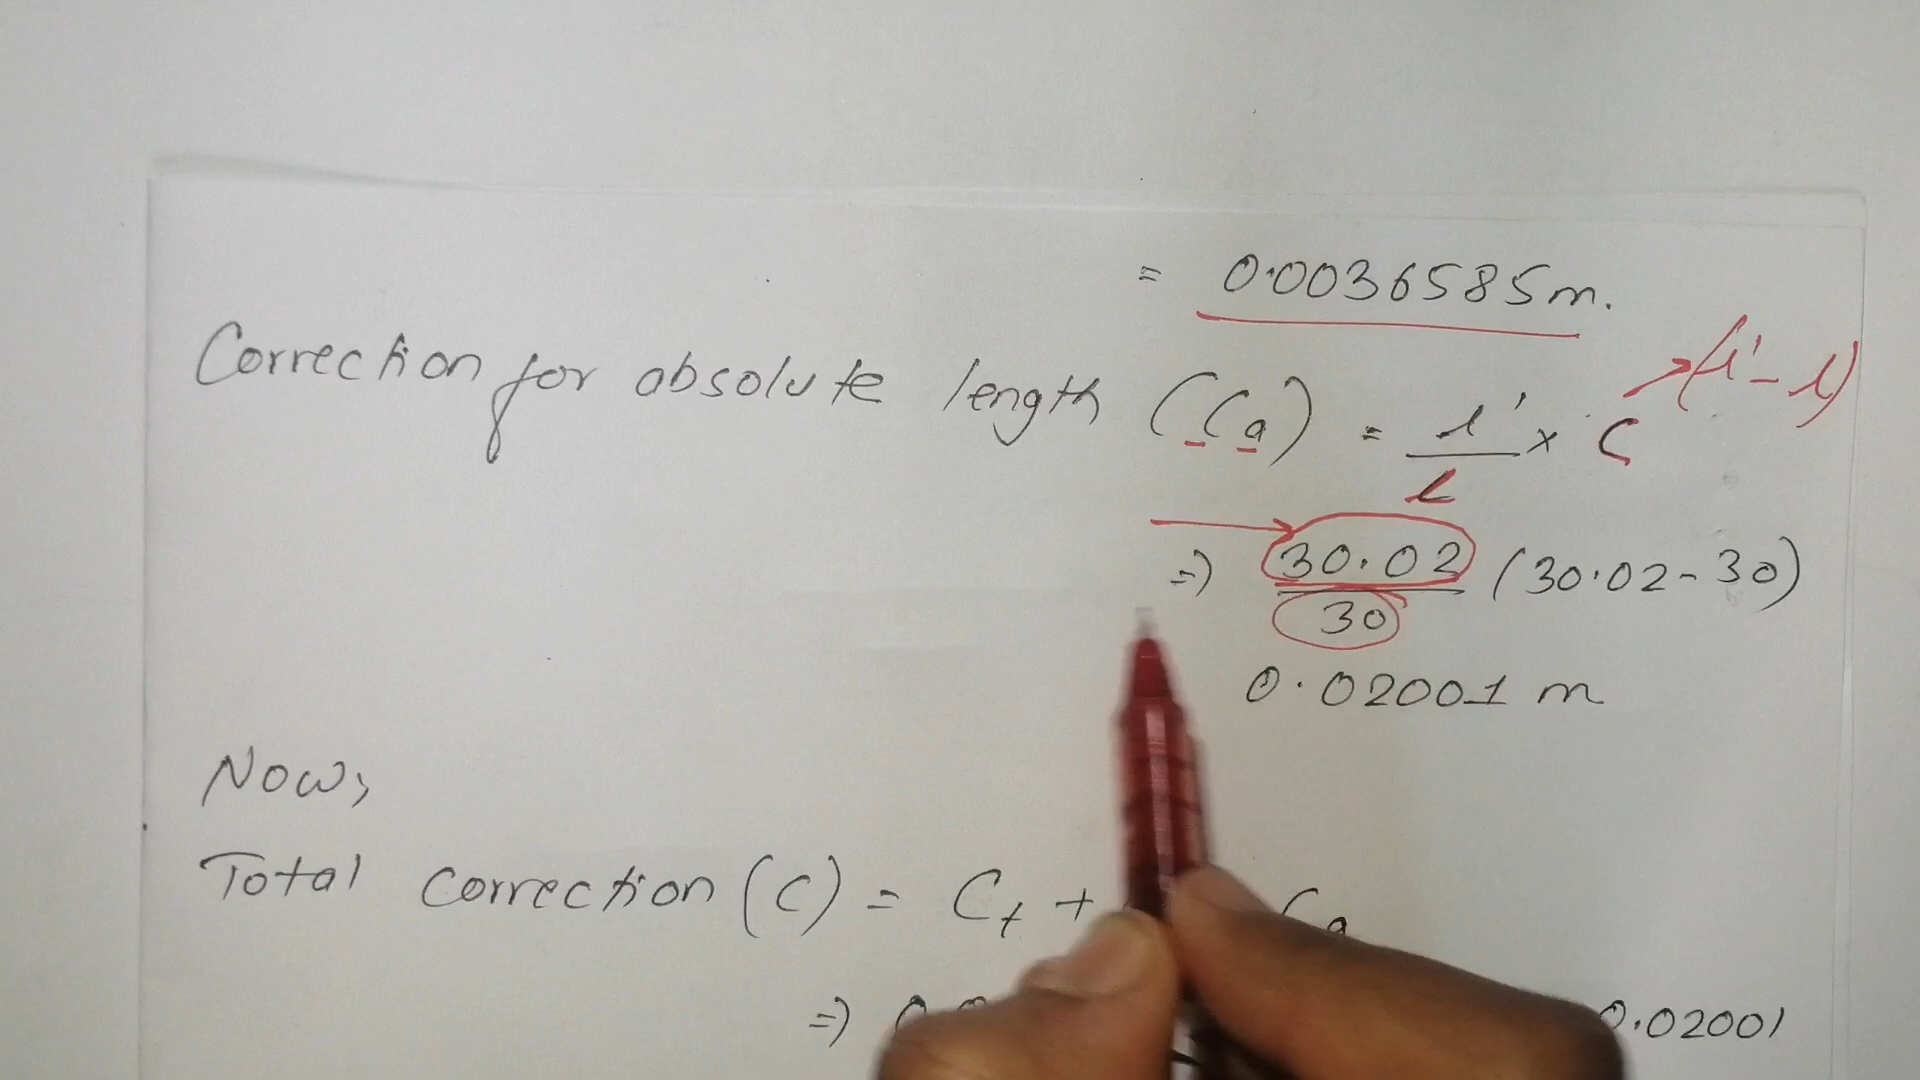 = 0.0036585m.
Correction for absolute length (Ca) = l'/l × C → (l' - l)
=) 30.02/30 (30.02 - 30)
0.02001 m
Now,
Total correction (C) = Ct + Ca
=) 0.02001